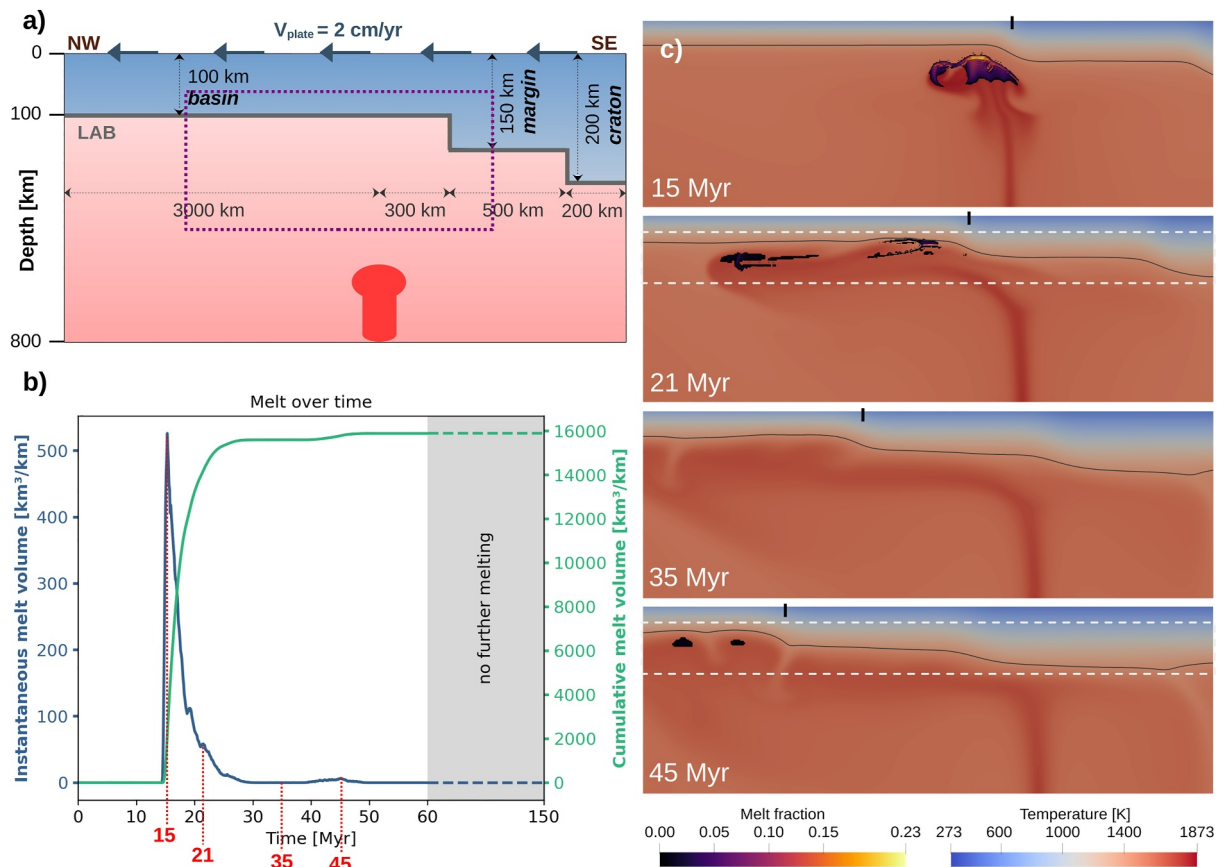 a)
V_plate = 2 cm/yr
NW
SE
0
100 km
basin
150 km
margin
200 km
craton
100
LAB
Depth [km]
3000 km
300 km
500 km
200 km
800
b)
Melt over time
Instantaneous melt volume [km³/km]
500
400
300
200
100
0
16000
14000
12000
10000
8000
6000
4000
2000
0
Cumulative melt volume [km³/km]
no further melting
0
10
20
30
40
50
60
150
Time [Myr]
15
21
35
45
c)
15 Myr
21 Myr
35 Myr
45 Myr
Melt fraction
0.00
0.05
0.10
0.15
0.23
Temperature [K]
273
600
1000
1400
1873